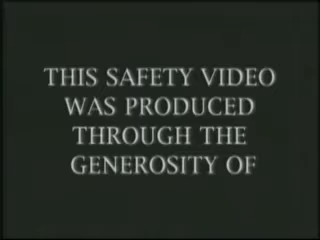 THIS SAFETY VIDEO
WAS PRODUCED
THROUGH THE
GENEROSITY OF